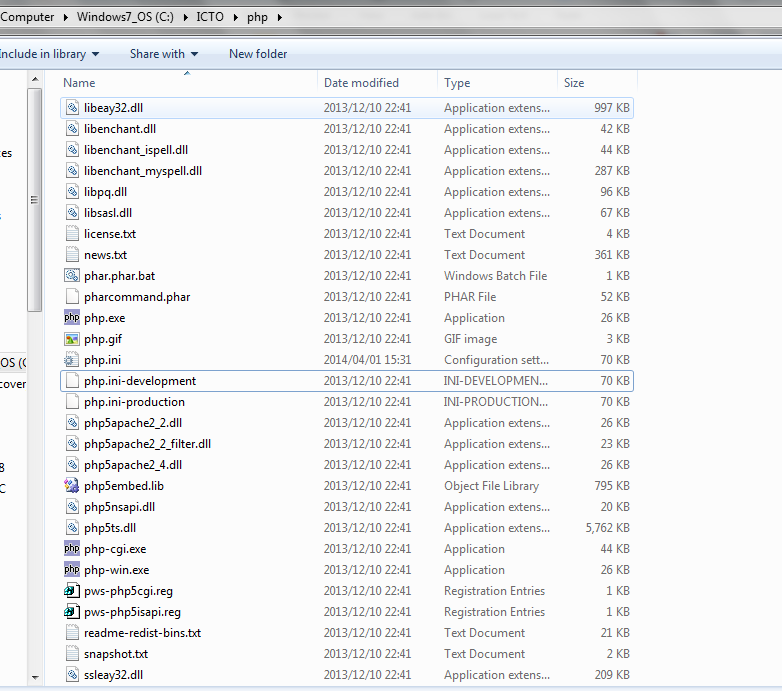 Computer ▸ Windows7_OS (C:) ▸ ICTO ▸ php ▸
Include in library Share with New folder
Name Date modified Type Size
libeay32.dll 2013/12/10 22:41 Application extens... 997 KB
libenchant.dll 2013/12/10 22:41 Application extens... 42 KB
libenchant_ispell.dll 2013/12/10 22:41 Application extens... 44 KB
libenchant_myspell.dll 2013/12/10 22:41 Application extens... 287 KB
libpq.dll 2013/12/10 22:41 Application extens... 96 KB
libsasl.dll 2013/12/10 22:41 Application extens... 67 KB
license.txt 2013/12/10 22:41 Text Document 4 KB
news.txt 2013/12/10 22:41 Text Document 361 KB
phar.phar.bat 2013/12/10 22:41 Windows Batch File 1 KB
pharcommand.phar 2013/12/10 22:41 PHAR File 52 KB
php.exe 2013/12/10 22:41 Application 26 KB
php.gif 2013/12/10 22:41 GIF image 3 KB
php.ini 2014/04/01 15:31 Configuration sett... 70 KB
php.ini-development 2013/12/10 22:41 INI-DEVELOPMEN... 70 KB
php.ini-production 2013/12/10 22:41 INI-PRODUCTION... 70 KB
php5apache2_2.dll 2013/12/10 22:41 Application extens... 26 KB
php5apache2_2_filter.dll 2013/12/10 22:41 Application extens... 23 KB
php5apache2_4.dll 2013/12/10 22:41 Application extens... 26 KB
php5embed.lib 2013/12/10 22:41 Object File Library 795 KB
php5nsapi.dll 2013/12/10 22:41 Application extens... 20 KB
php5ts.dll 2013/12/10 22:41 Application extens... 5,762 KB
php-cgi.exe 2013/12/10 22:41 Application 44 KB
php-win.exe 2013/12/10 22:41 Application 26 KB
pws-php5cgi.reg 2013/12/10 22:41 Registration Entries 1 KB
pws-php5isapi.reg 2013/12/10 22:41 Registration Entries 1 KB
readme-redist-bins.txt 2013/12/10 22:41 Text Document 21 KB
snapshot.txt 2013/12/10 22:41 Text Document 2 KB
ssleay32.dll 2013/12/10 22:41 Application extens... 209 KB